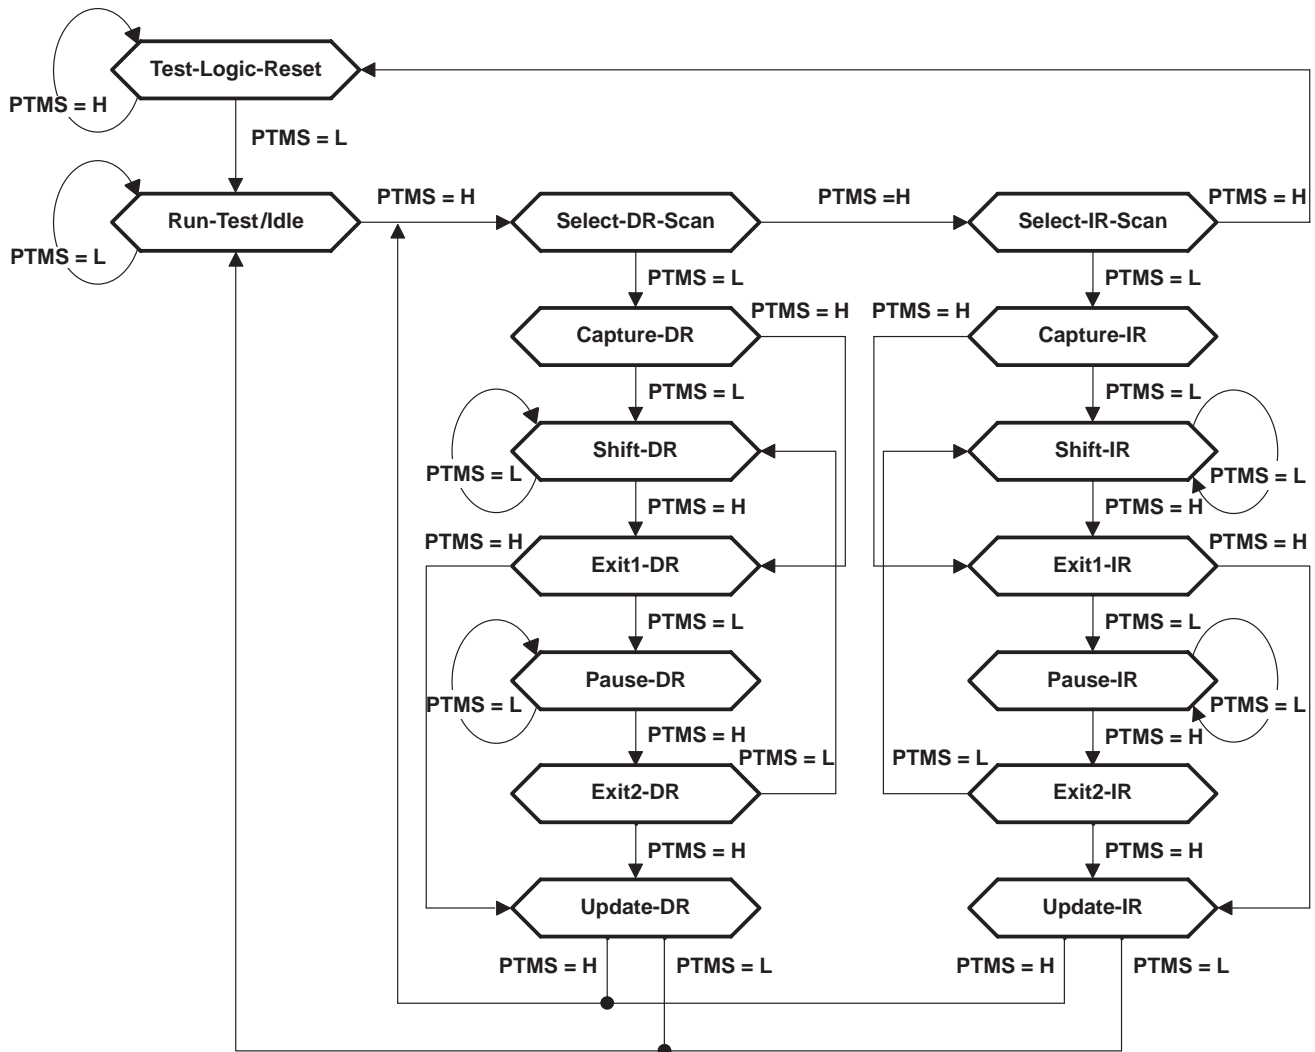 Test-Logic-Reset
PTMS = H
PTMS = L
Run-Test/Idle
PTMS = L
PTMS = H
Select-DR-Scan
PTMS =H
Select-IR-Scan
PTMS = H
PTMS = L
PTMS = L
PTMS = H
PTMS = H
Capture-DR
Capture-IR
PTMS = L
PTMS = L
Shift-DR
Shift-IR
PTMS = L
PTMS = L
PTMS = H
PTMS = H
PTMS = H
PTMS = H
Exit1-DR
Exit1-IR
PTMS = L
PTMS = L
Pause-DR
Pause-IR
PTMS = L
PTMS = L
PTMS = H
PTMS = H
PTMS = L
PTMS = L
Exit2-DR
Exit2-IR
PTMS = H
PTMS = H
Update-DR
Update-IR
PTMS = H
PTMS = L
PTMS = H
PTMS = L